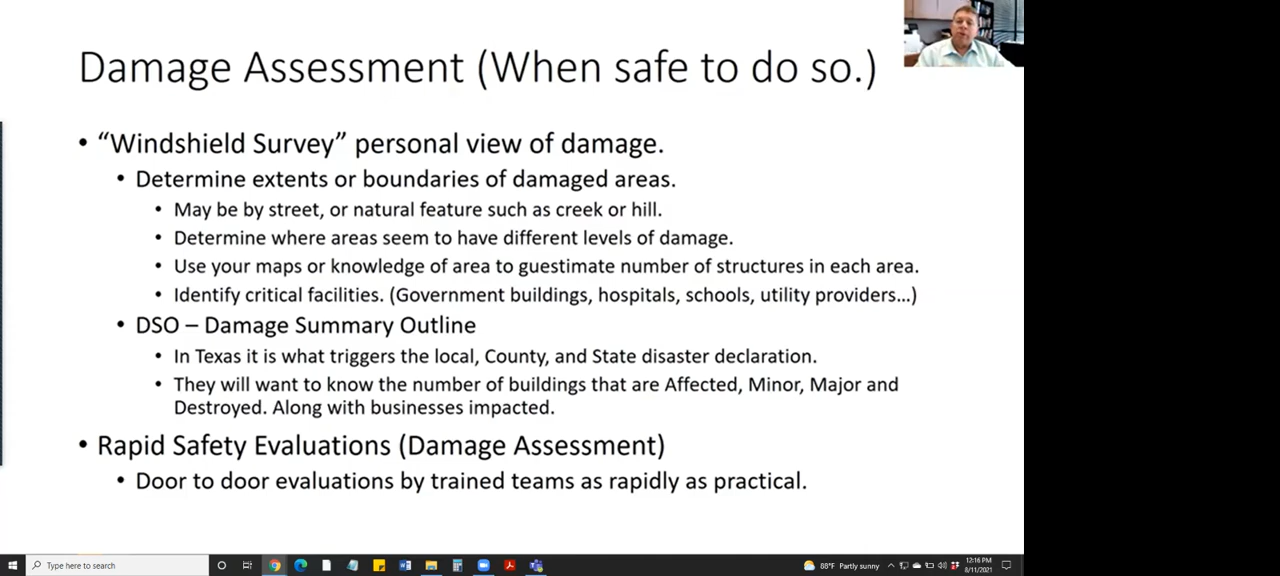 Damage Assessment (When safe to do so.)
• “Windshield Survey” personal view of damage.
• Determine extents or boundaries of damaged areas.
• May be by street, or natural feature such as creek or hill.
• Determine where areas seem to have different levels of damage.
• Use your maps or knowledge of area to guestimate number of structures in each area.
• Identify critical facilities. (Government buildings, hospitals, schools, utility providers...)
• DSO – Damage Summary Outline
• In Texas it is what triggers the local, County, and State disaster declaration.
• They will want to know the number of buildings that are Affected, Minor, Major and
Destroyed. Along with businesses impacted.
• Rapid Safety Evaluations (Damage Assessment)
• Door to door evaluations by trained teams as rapidly as practical.
Type here to search
88°F Partly sunny
12:16 PM
8/11/2021